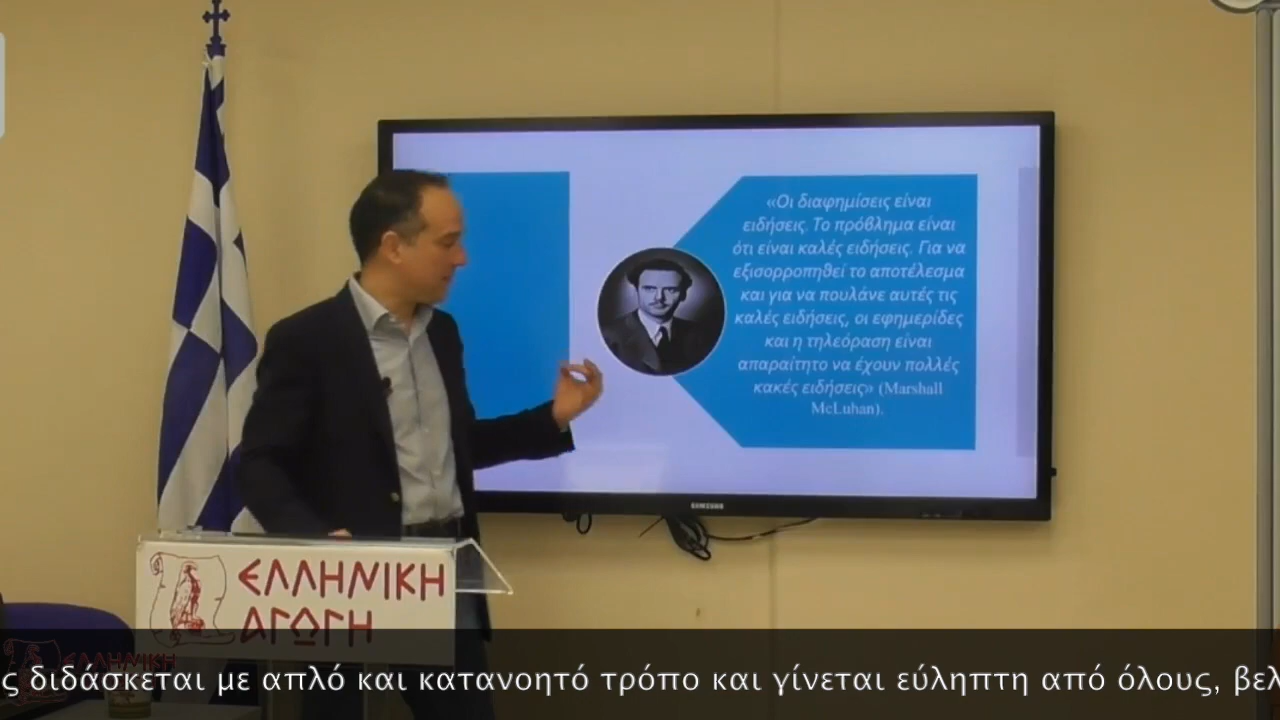 «Οι διαφημίσεις είναι
ειδήσεις. Το πρόβλημα είναι
ότι είναι καλές ειδήσεις. Για να
εξισορροπηθεί το αποτέλεσμα
και για να πουλάνε αυτές τις
καλές ειδήσεις, οι εφημερίδες
και η τηλεόραση είναι
απαραίτητο να έχουν πολλές
κακές ειδήσεις» (Marshall
McLuhan).
SAMSUNG
ΕΛΛΗΝΙΚΗ
ΑΓΩΓΗ
ΕΛΛΗΝΙΚΗ
ς διδάσκεται με απλό και κατανοητό τρόπο και γίνεται εύληπτη από όλους, βελ